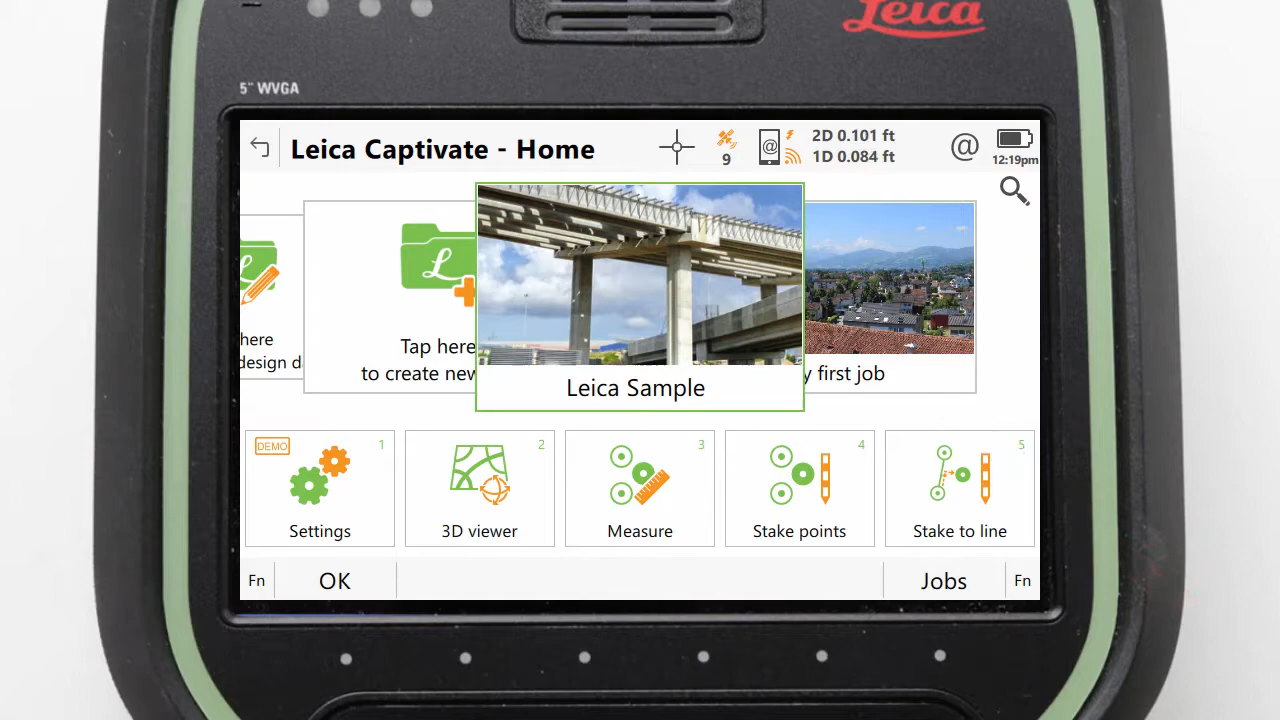 Leica
5" WVGA
Leica Captivate - Home
9
@
2D 0.101 ft
1D 0.084 ft
@
12:19pm
here
design d
Tap here
to create new
Leica Sample
y first job
DEMO
1
Settings
2
3D viewer
3
Measure
4
Stake points
5
Stake to line
Fn
OK
Jobs
Fn